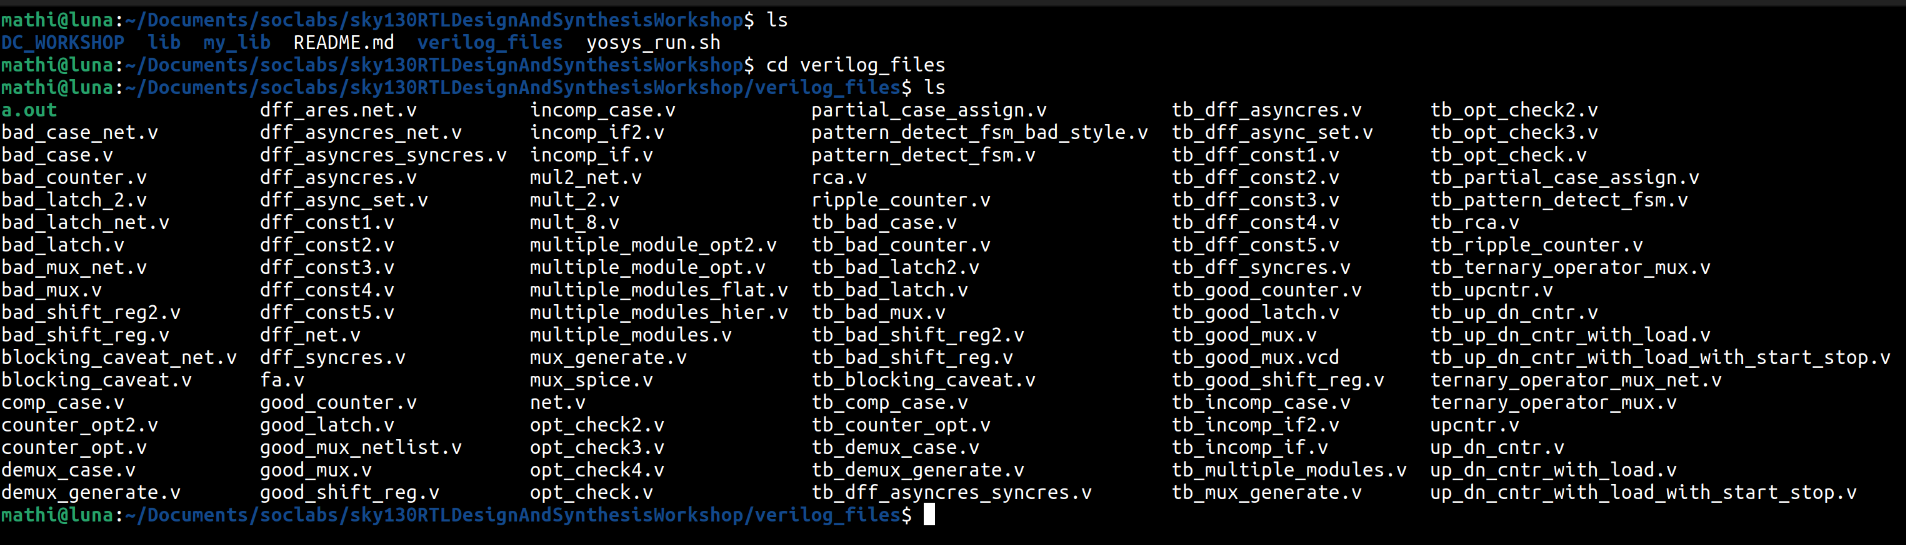 mathi@luna:~/Documents/soclabs/sky130RTLDesignAndSynthesisWorkshop$ ls
DC_WORKSHOP  lib  my_lib  README.md  verilog_files  yosys_run.sh
mathi@luna:~/Documents/soclabs/sky130RTLDesignAndSynthesisWorkshop$ cd verilog_files
mathi@luna:~/Documents/soclabs/sky130RTLDesignAndSynthesisWorkshop/verilog_files$ ls
a.out dff_ares.net.v incomp_case.v partial_case_assign.v tb_dff_asyncres.v tb_opt_check2.v
bad_case_net.v dff_asyncres_net.v incomp_if2.v pattern_detect_fsm_bad_style.v tb_dff_async_set.v tb_opt_check3.v
bad_case.v dff_asyncres_syncres.v incomp_if.v pattern_detect_fsm.v tb_dff_const1.v tb_opt_check.v
bad_counter.v dff_asyncres.v mul2_net.v rca.v tb_dff_const2.v tb_partial_case_assign.v
bad_latch_2.v dff_async_set.v mult_2.v ripple_counter.v tb_dff_const3.v tb_pattern_detect_fsm.v
bad_latch_net.v dff_const1.v mult_8.v tb_bad_case.v tb_dff_const4.v tb_rca.v
bad_latch.v dff_const2.v multiple_module_opt2.v tb_bad_counter.v tb_dff_const5.v tb_ripple_counter.v
bad_mux_net.v dff_const3.v multiple_module_opt.v tb_bad_latch2.v tb_dff_syncres.v tb_ternary_operator_mux.v
bad_mux.v dff_const4.v multiple_modules_flat.v tb_bad_latch.v tb_good_counter.v tb_upcntr.v
bad_shift_reg2.v dff_const5.v multiple_modules_hier.v tb_bad_mux.v tb_good_latch.v tb_up_dn_cntr.v
bad_shift_reg.v dff_net.v multiple_modules.v tb_bad_shift_reg2.v tb_good_mux.v tb_up_dn_cntr_with_load.v
blocking_caveat_net.v dff_syncres.v mux_generate.v tb_bad_shift_reg.v tb_good_mux.vcd tb_up_dn_cntr_with_load_with_start_stop.v
blocking_caveat.v fa.v mux_spice.v tb_blocking_caveat.v tb_good_shift_reg.v ternary_operator_mux_net.v
comp_case.v good_counter.v net.v tb_comp_case.v tb_incomp_case.v ternary_operator_mux.v
counter_opt2.v good_latch.v opt_check2.v tb_counter_opt.v tb_incomp_if2.v upcntr.v
counter_opt.v good_mux_netlist.v opt_check3.v tb_demux_case.v tb_incomp_if.v up_dn_cntr.v
demux_case.v good_mux.v opt_check4.v tb_demux_generate.v tb_multiple_modules.v up_dn_cntr_with_load.v
demux_generate.v good_shift_reg.v opt_check.v tb_dff_asyncres_syncres.v tb_mux_generate.v up_dn_cntr_with_load_with_start_stop.v
mathi@luna:~/Documents/soclabs/sky130RTLDesignAndSynthesisWorkshop/verilog_files$